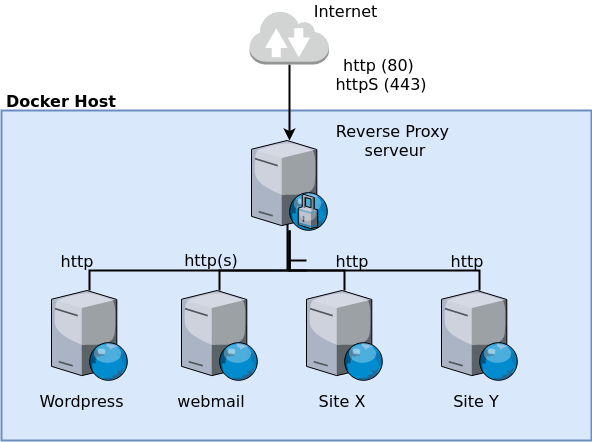 Internet
http (80)
httpS (443)
Docker Host
Reverse Proxy
serveur
http
http(s)
http
http
Wordpress
webmail
Site X
Site Y